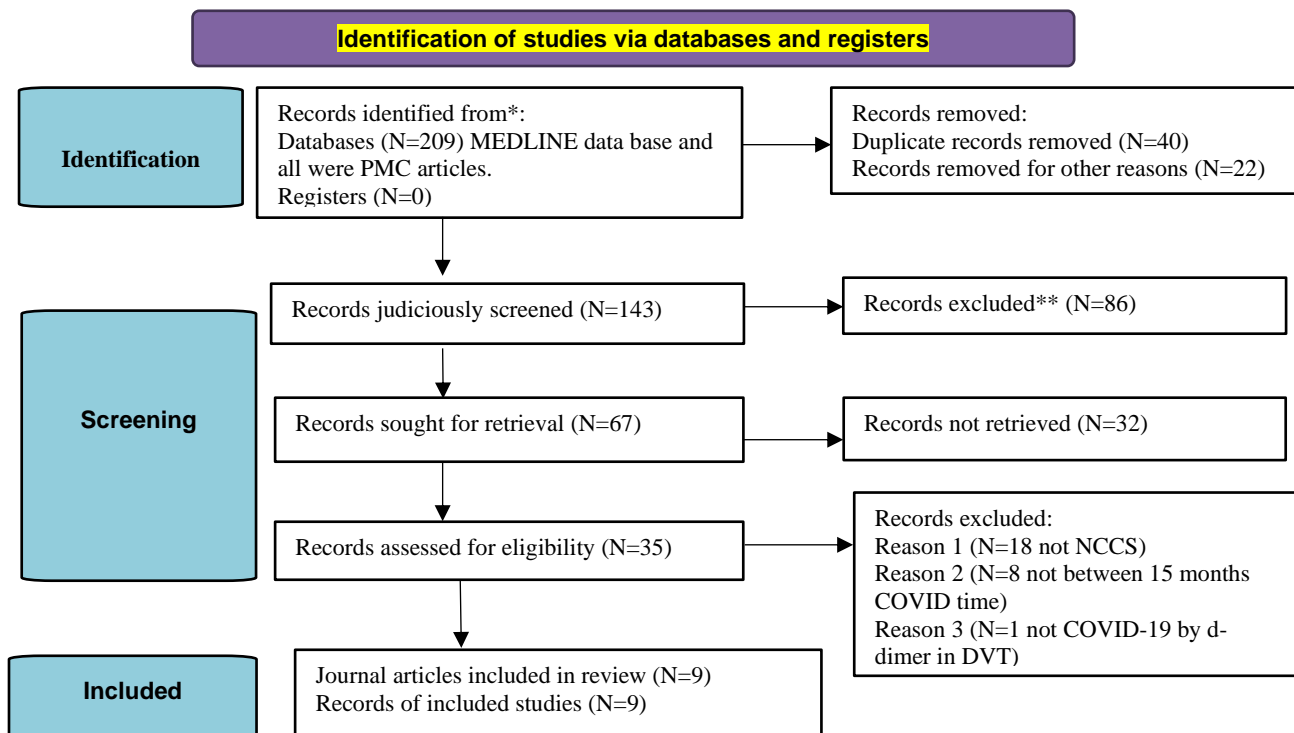 Identification of studies via databases and registers
Identification
Records identified from*:
Databases (N=209) MEDLINE data base and
all were PMC articles.
Registers (N=0)
Records removed:
Duplicate records removed (N=40)
Records removed for other reasons (N=22)
Screening
Records judiciously screened (N=143)
Records excluded** (N=86)
Records sought for retrieval (N=67)
Records not retrieved (N=32)
Records assessed for eligibility (N=35)
Records excluded:
Reason 1 (N=18 not NCCS)
Reason 2 (N=8 not between 15 months
COVID time)
Reason 3 (N=1 not COVID-19 by d-
dimer in DVT)
Included
Journal articles included in review (N=9)
Records of included studies (N=9)